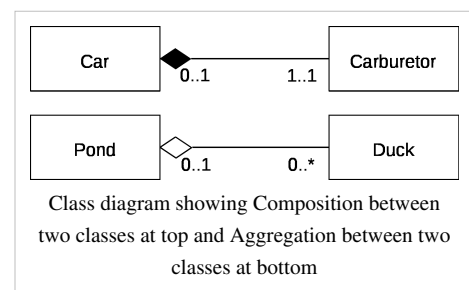 Car
Carburetor
0..1
1..1
Pond
Duck
0..1
0..*
Class diagram showing Composition between
two classes at top and Aggregation between two
classes at bottom